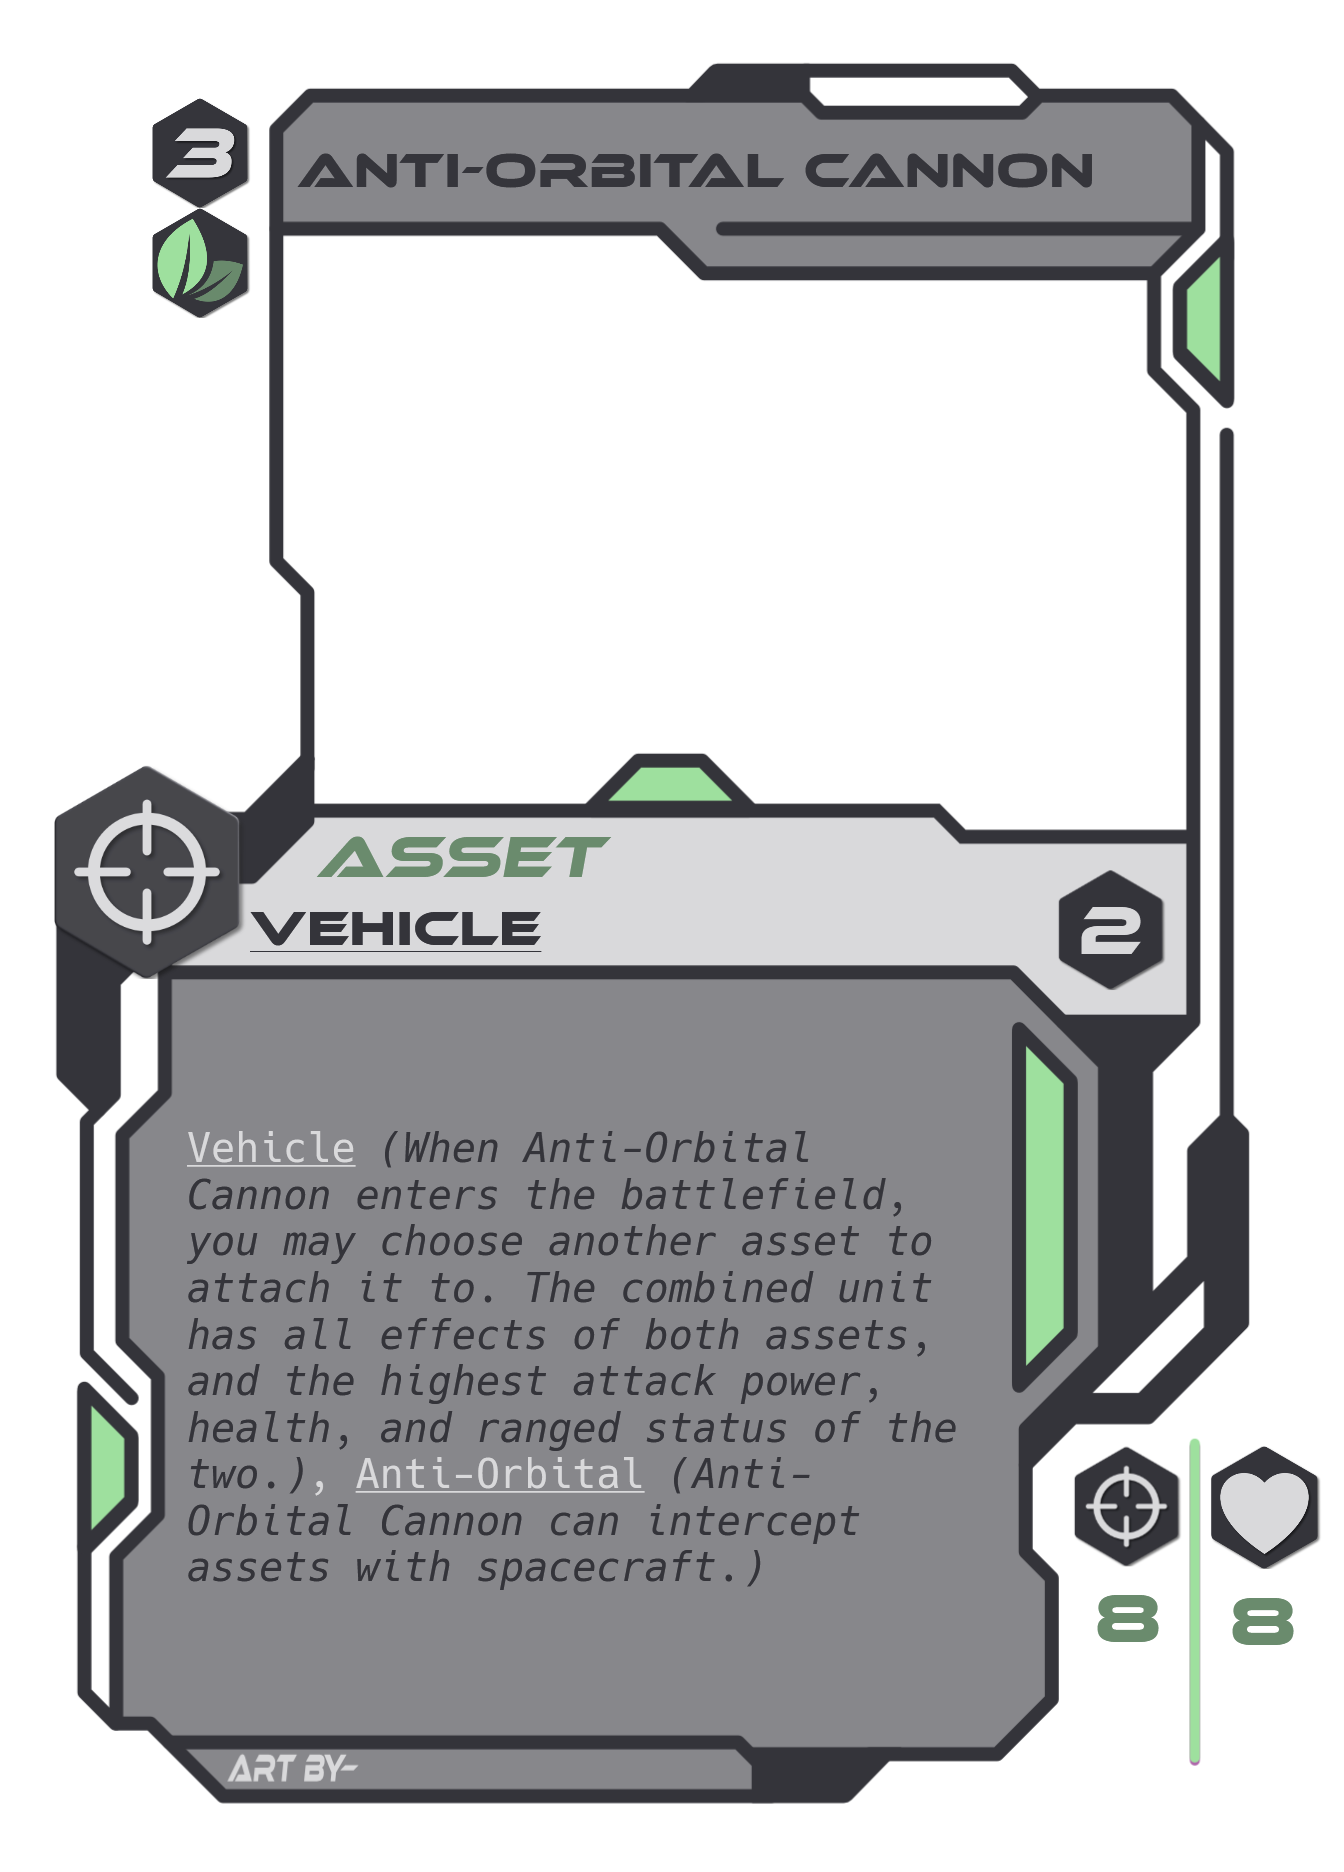 3
ANTI-ORBITAL CANNON
ASSET
VEHICLE
2
Vehicle (When Anti-Orbital
Cannon enters the battlefield,
you may choose another asset to
attach it to. The combined unit
has all effects of both assets,
and the highest attack power,
health, and ranged status of the
two.), Anti-Orbital (Anti-
Orbital Cannon can intercept
assets with spacecraft.)
8
8
ART BY-